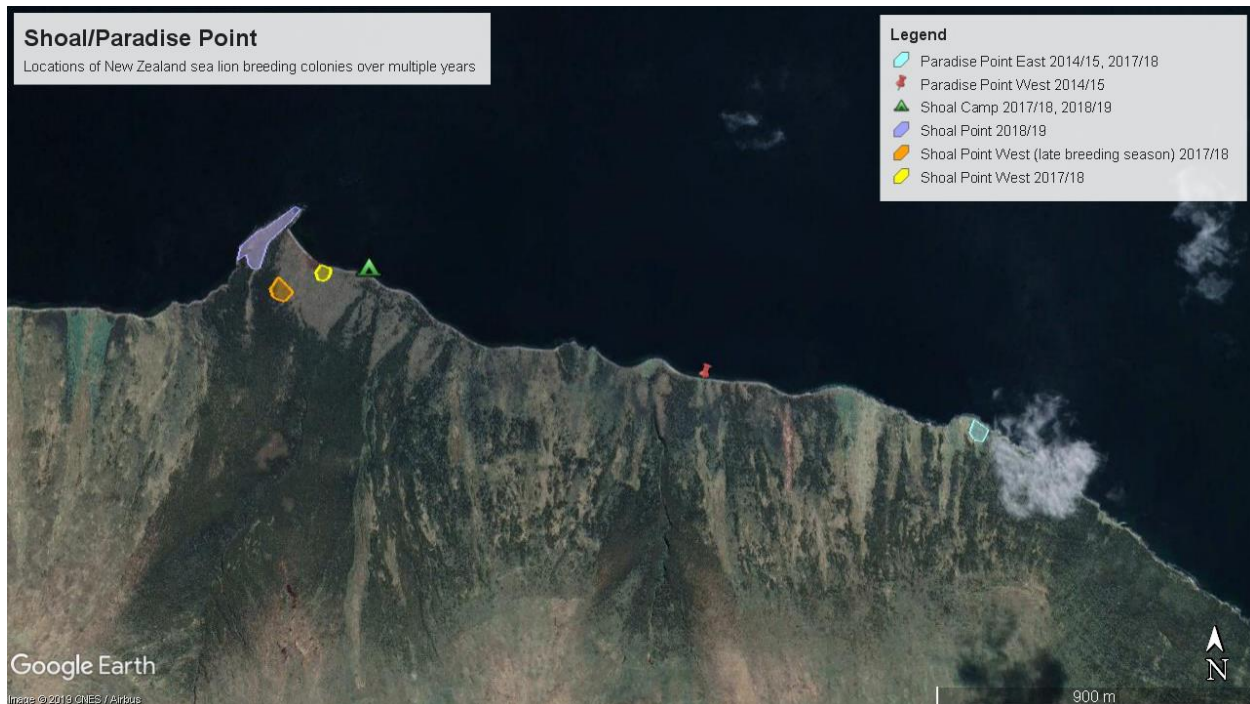 Shoal/Paradise Point
Locations of New Zealand sea lion breeding colonies over multiple years
Legend
Paradise Point East 2014/15, 2017/18
Paradise Point West 2014/15
Shoal Camp 2017/18, 2018/19
Shoal Point 2018/19
Shoal Point West (late breeding season) 2017/18
Shoal Point West 2017/18
Google Earth
Image © 2019 CNES / Airbus
N
900 m